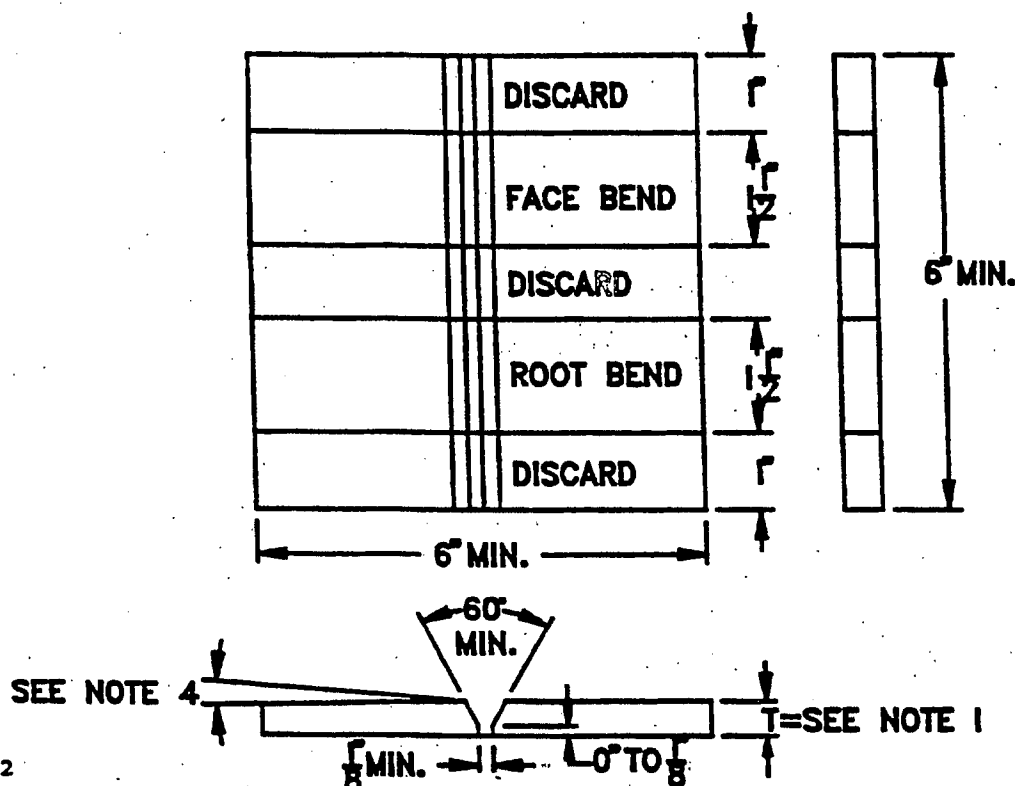 DISCARD
1"
FACE BEND
1 1/2"
DISCARD
6" MIN.
ROOT BEND
1 1/2"
DISCARD
1"
6" MIN.
60°
MIN.
SEE NOTE 4
T=SEE NOTE 1
1/8" MIN.
0" TO 1/8"
2